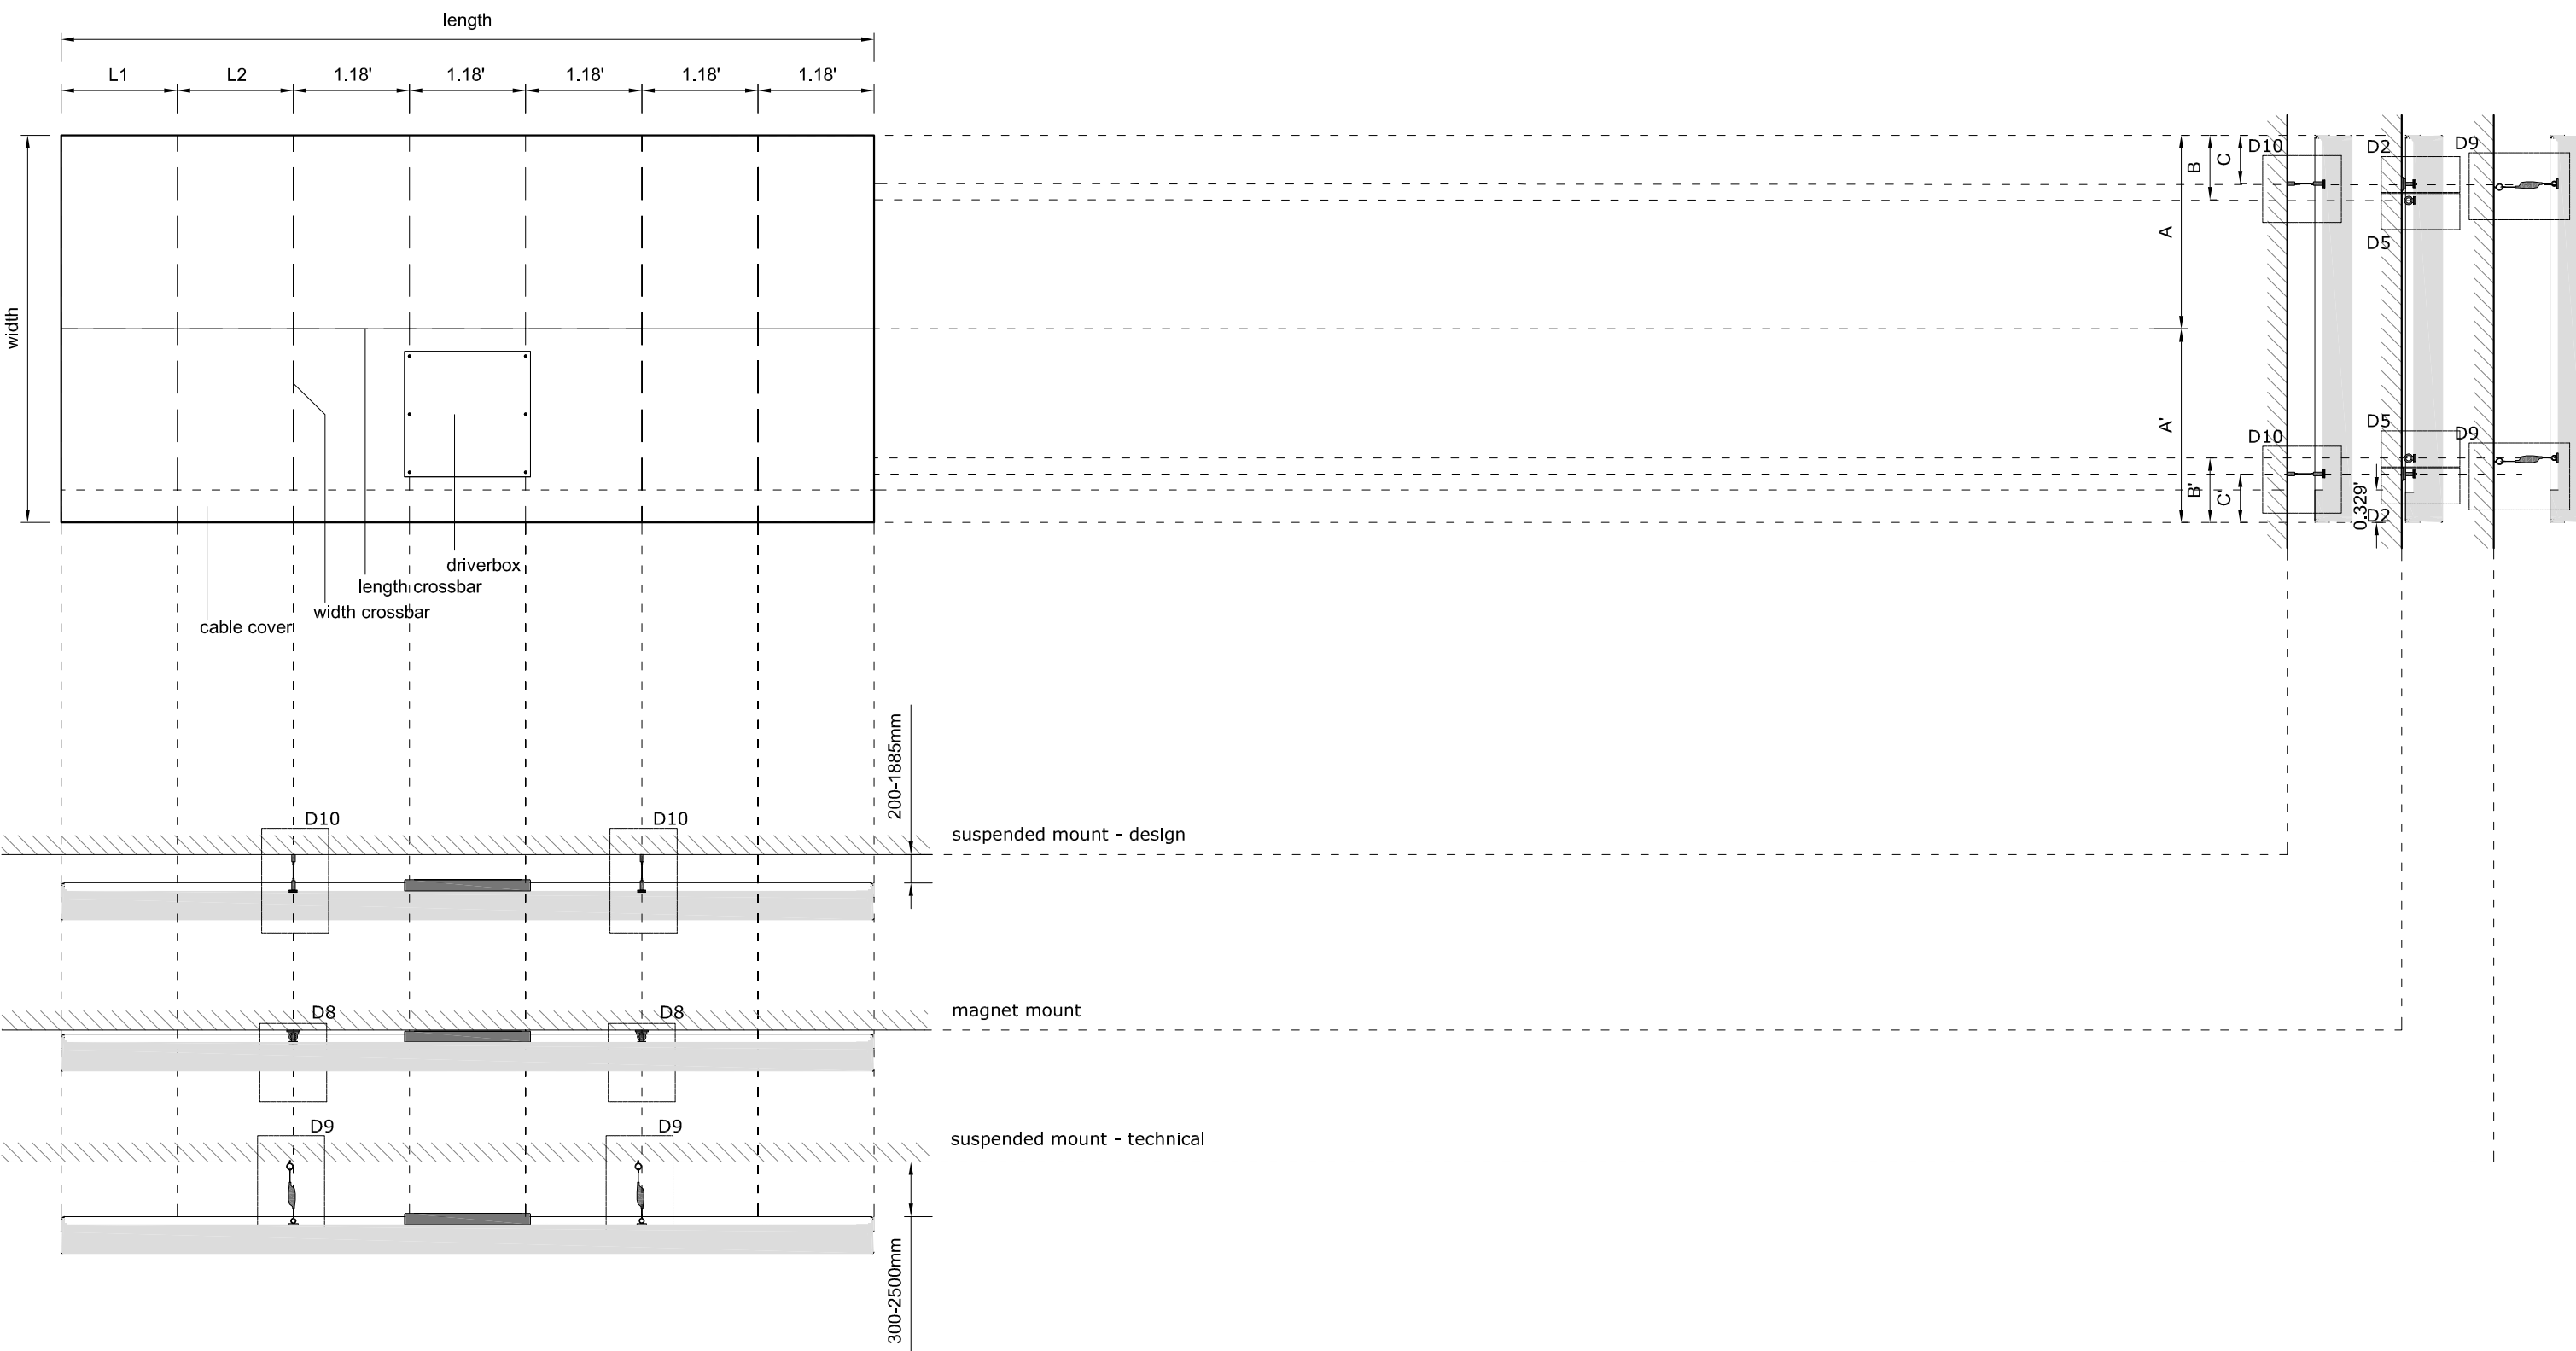 length
L1 L2 1.18' 1.18' 1.18' 1.18' 1.18'
width
A
B
C
A'
B'
C'
0.329'
D10 D2 D9
D5
D5
D10 D9
D2
driverbox
length crossbar
width crossbar
cable cover
200-1885mm
D10 D10
suspended mount - design
D8 D8
magnet mount
D9 D9
suspended mount - technical
300-2500mm